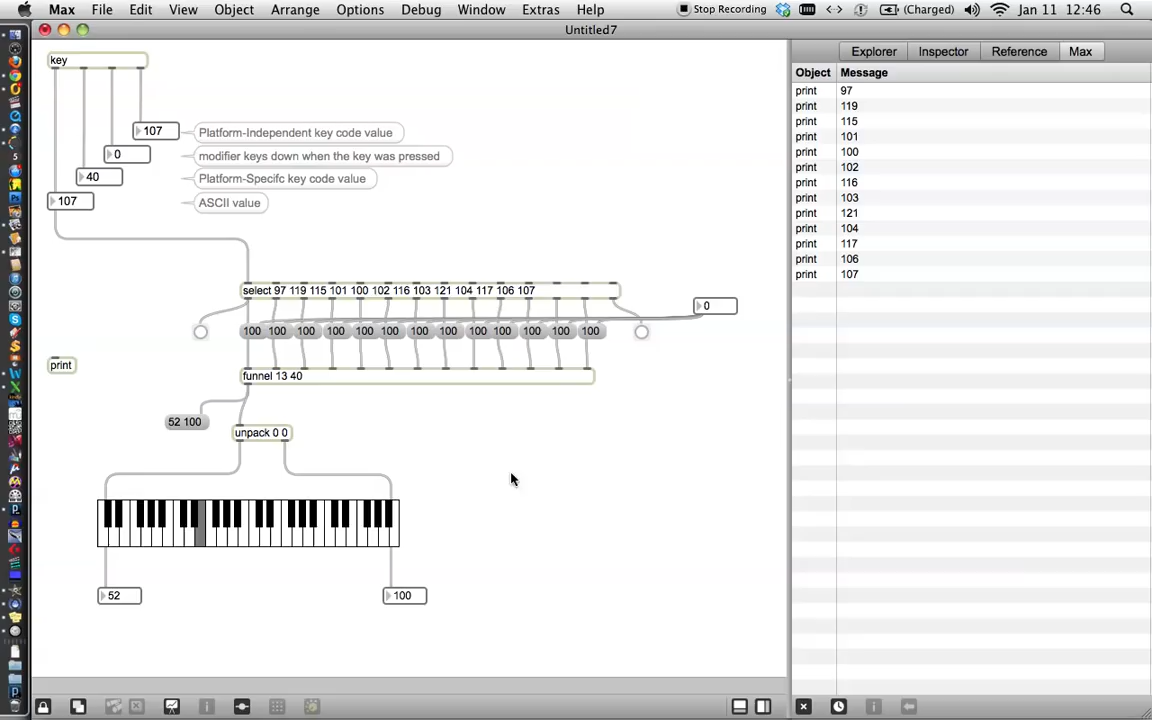 Max File Edit View Object Arrange Options Debug Window Extras Help Stop Recording (Charged) Jan 11 12:46
Untitled7
key
107 Platform-Independent key code value
0 modifier keys down when the key was pressed
40 Platform-Specifc key code value
107 ASCII value
select 97 119 115 101 100 102 116 103 121 104 117 106 107
0
100 100 100 100 100 100 100 100 100 100 100 100 100
print
funnel 13 40
52 100
unpack 0 0
52 100
Explorer Inspector Reference Max
Object Message
print 97
print 119
print 115
print 101
print 100
print 102
print 116
print 103
print 121
print 104
print 117
print 106
print 107